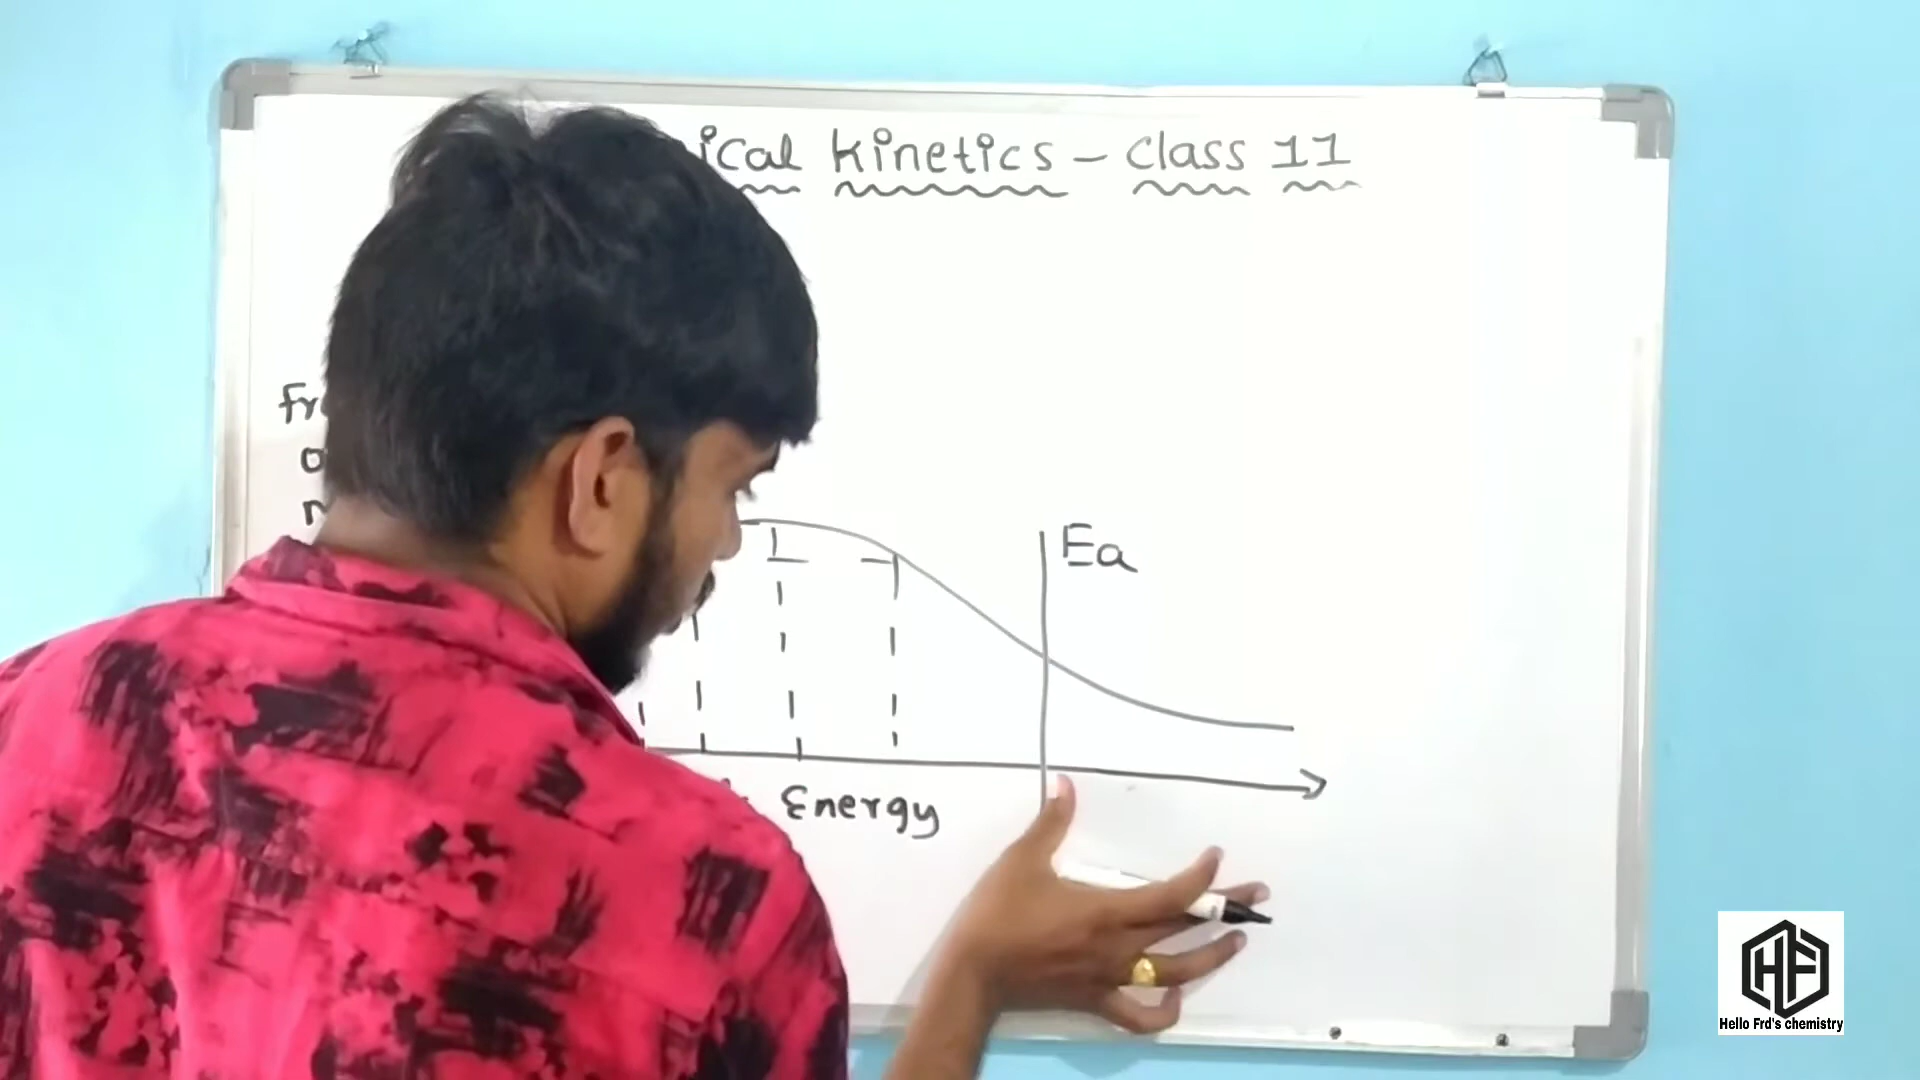 ical Kinetics - Class 11
Fr
o
Ea
Energy
Hello Frd's chemistry